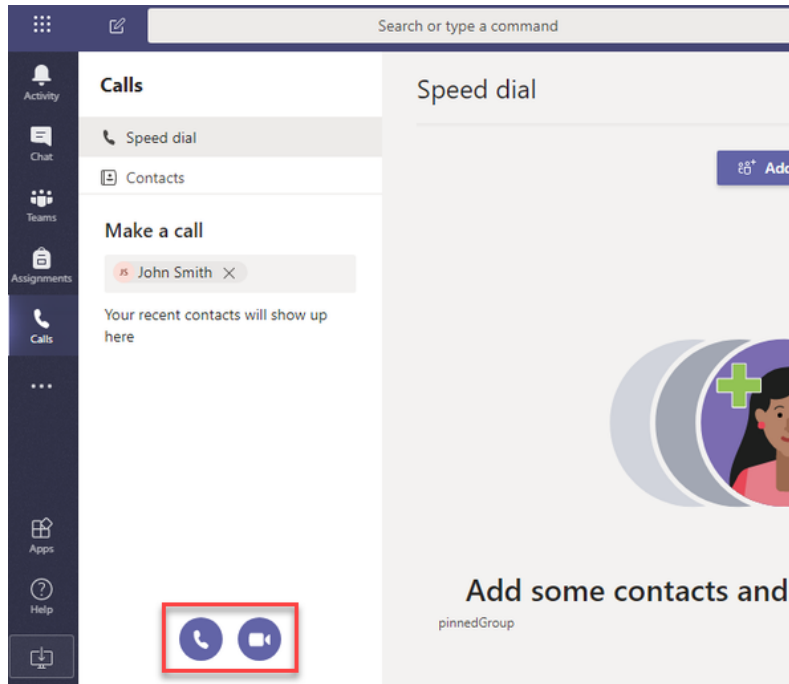 Search or type a command
Activity
Chat
Teams
Assignments
Calls
Apps
Help
Calls
Speed dial
Contacts
Make a call
JS John Smith
Your recent contacts will show up
here
Speed dial
Add some contacts and
pinnedGroup